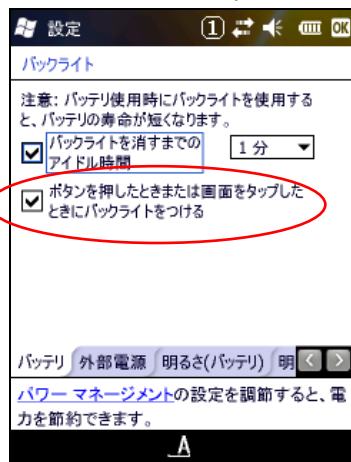 設定 1 OK
バックライト
注意: バッテリ使用時にバックライトを使用する
と、バッテリの寿命が短くなります。
バックライトを消すまでの 1 分
アイドル時間
ボタンを押したときまたは画面をタップした
ときにバックライトをつける
バッテリ 外部電源 明るさ(バッテリ) 明
パワー マネージメントの設定を調節すると、電
力を節約できます。
A